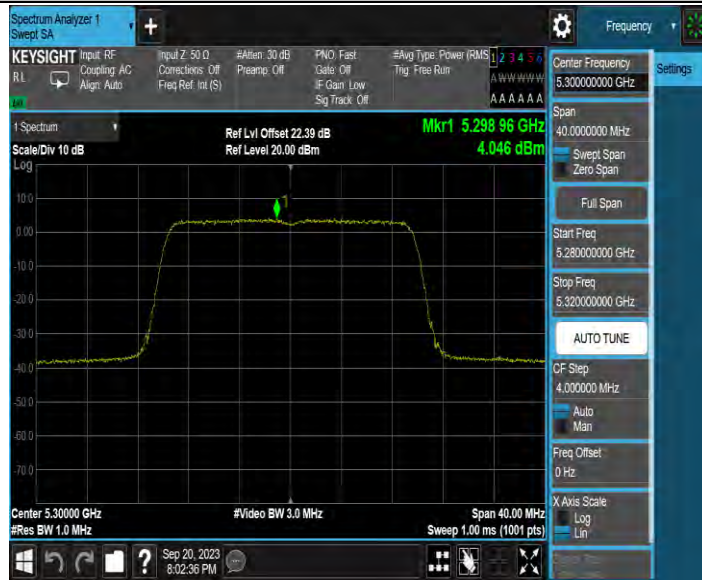 Spectrum Analyzer 1
Swept SA
+
Frequency
KEYSIGHT
RL
Input: RF
Coupling: AC
Align: Auto
Input Z: 50 Ω
Corrections: Off
Freq Ref: Int (S)
#Atten: 30 dB
Preamp: Off
PNO: Fast
Gate: Off
IF Gain: Low
Sig Track: Off
#Avg Type: Power (RMS
Trig: Free Run
1 2 3 4 5 6
A W W W W W
A A A A A A
Center Frequency
5.300000000 GHz
Settings
Span
40.0000000 MHz
Swept Span
Zero Span
Full Span
Start Freq
5.280000000 GHz
Stop Freq
5.320000000 GHz
AUTO TUNE
CF Step
4.000000 MHz
Auto
Man
Freq Offset
0 Hz
X Axis Scale
Log
Lin
1 Spectrum
Scale/Div 10 dB
Log
Ref Lvl Offset 22.39 dB
Ref Level 20.00 dBm
Mkr1 5.298 96 GHz
4.046 dBm
1
10.0
0.00
-10.0
-20.0
-30.0
-40.0
-50.0
-60.0
-70.0
Center 5.30000 GHz
#Video BW 3.0 MHz
Span 40.00 MHz
#Res BW 1.0 MHz
Sweep 1.00 ms (1001 pts)
?
Sep 20, 2023
8:02:36 PM